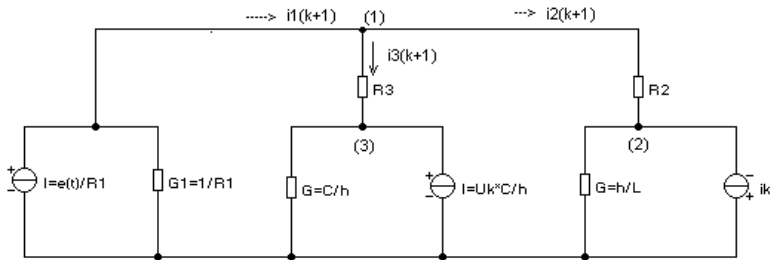 ----> i1(k+1) (1) --> i2(k+1)
i3(k+1)
R3 R2
(3) (2)
+ + -
- I=e(t)/R1 G1=1/R1 G=C/h - I=Uk*C/h G=h/L + ik